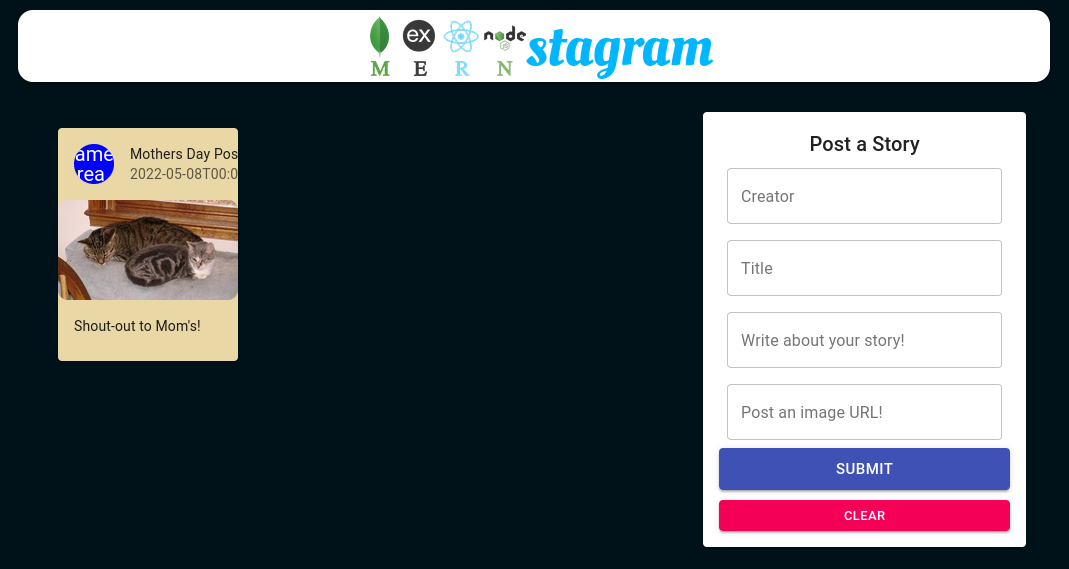 ex node
JS
M E R N stagram
ame
rea
Mothers Day Pos
2022-05-08T00:0
Shout-out to Mom's!
Post a Story
Creator
Title
Write about your story!
Post an image URL!
SUBMIT
CLEAR